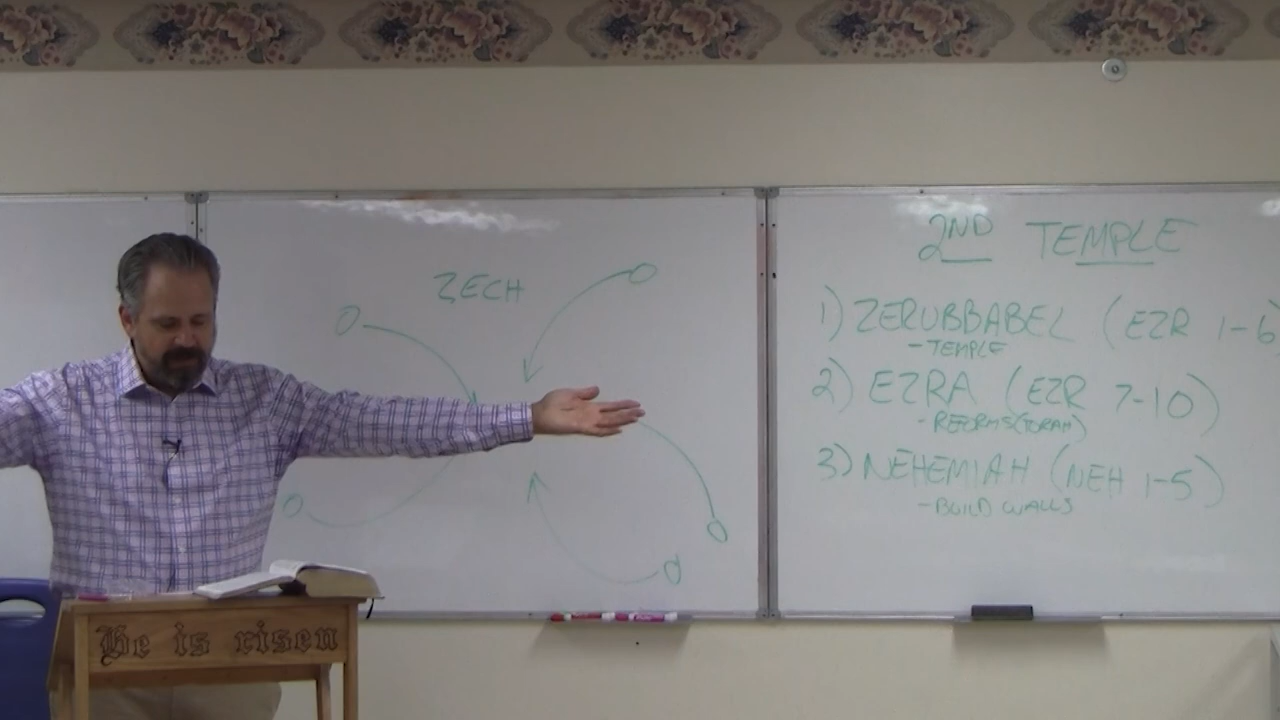 ZECH
2ND TEMPLE
1) ZERUBBABEL (EZR 1-6
- TEMPLE
2) EZRA (EZR 7-10)
- REFORMS (TORAH)
3) NEHEMIAH (NEH 1-5)
- BUILD WALLS
He is risen